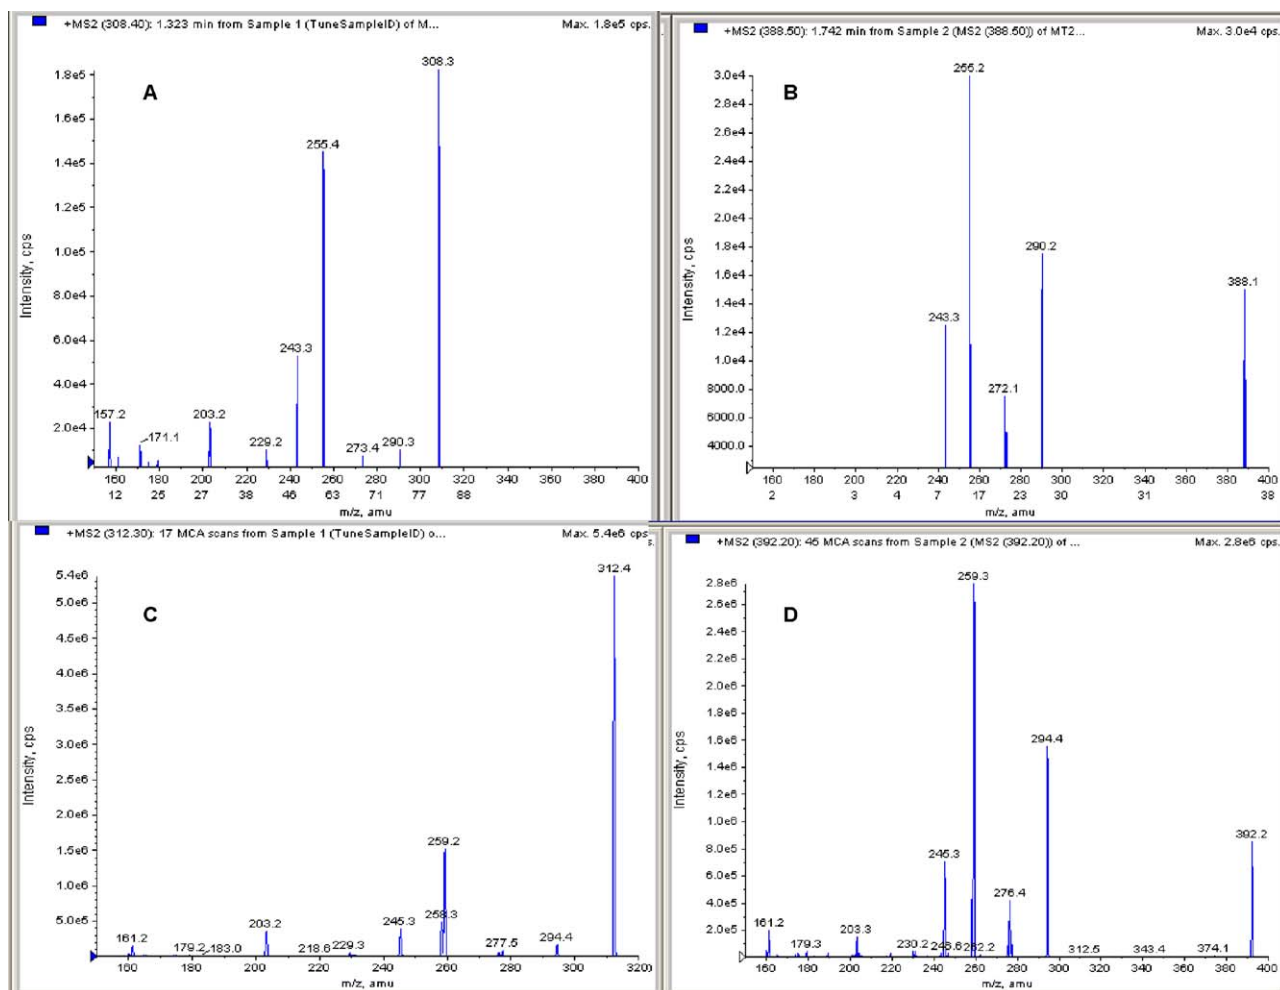 +MS2 (308.40): 1.323 min from Sample 1 (TuneSampleID) of M...
Max. 1.8e5 cps.
A
308.3
255.4
243.3
157.2
171.1
203.2
229.2
273.4
290.3
1.8e5
1.6e5
1.4e5
1.2e5
1.0e5
8.0e4
6.0e4
4.0e4
2.0e4
Intensity, cps
160 180 200 220 240 260 280 300 320 340 360 380 400
12 25 27 38 46 63 71 77 88
m/z, amu
+MS2 (388.50): 1.742 min from Sample 2 (MS2 (388.50)) of MT2...
Max. 3.0e4 cps.
B
255.2
290.2
388.1
243.3
272.1
3.0e4
2.8e4
2.6e4
2.4e4
2.2e4
2.0e4
1.8e4
1.6e4
1.4e4
1.2e4
1.0e4
8000.0
6000.0
4000.0
Intensity, cps
160 180 200 220 240 260 280 300 320 340 360 380 400
2 3 4 7 17 23 30 31 38
m/z, amu
+MS2 (312.30): 17 MCA scans from Sample 1 (TuneSampleID) o...
Max. 5.4e6 cps.
C
312.4
259.2
258.3
245.3
203.2
161.2
179.2
183.0
218.6
229.3
277.5
294.4
5.4e6
5.0e6
4.5e6
4.0e6
3.5e6
3.0e6
2.5e6
2.0e6
1.5e6
1.0e6
5.0e5
Intensity, cps
160 180 200 220 240 260 280 300 320
m/z, amu
+MS2 (392.20): 45 MCA scans from Sample 2 (MS2 (392.20)) of ...
Max. 2.8e6 cps.
D
259.3
294.4
392.2
245.3
276.4
161.2
179.3
203.3
230.2
312.5
343.4
374.1
2.8e6
2.6e6
2.4e6
2.2e6
2.0e6
1.8e6
1.6e6
1.4e6
1.2e6
1.0e6
8.0e5
6.0e5
4.0e5
2.0e5
Intensity, cps
160 180 200 220 240 260 280 300 320 340 360 380 400
m/z, amu